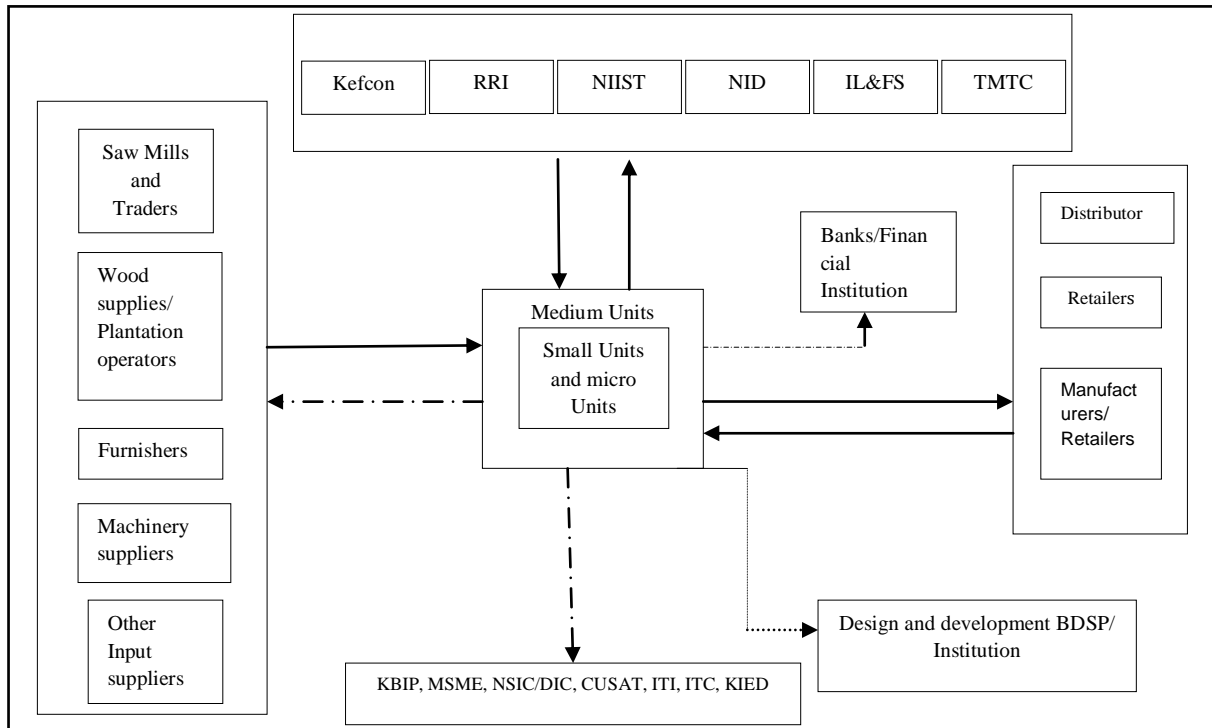 Kefcon
RRI
NIIST
NID
IL&FS
TMTC
Saw Mills
and
Traders
Wood
supplies/
Plantation
operators
Furnishers
Machinery
suppliers
Other
Input
suppliers
Medium Units
Small Units
and micro
Units
Banks/Finan
cial
Institution
Distributor
Retailers
Manufact
urers/
Retailers
Design and development BDSP/
Institution
KBIP, MSME, NSIC/DIC, CUSAT, ITI, ITC, KIED